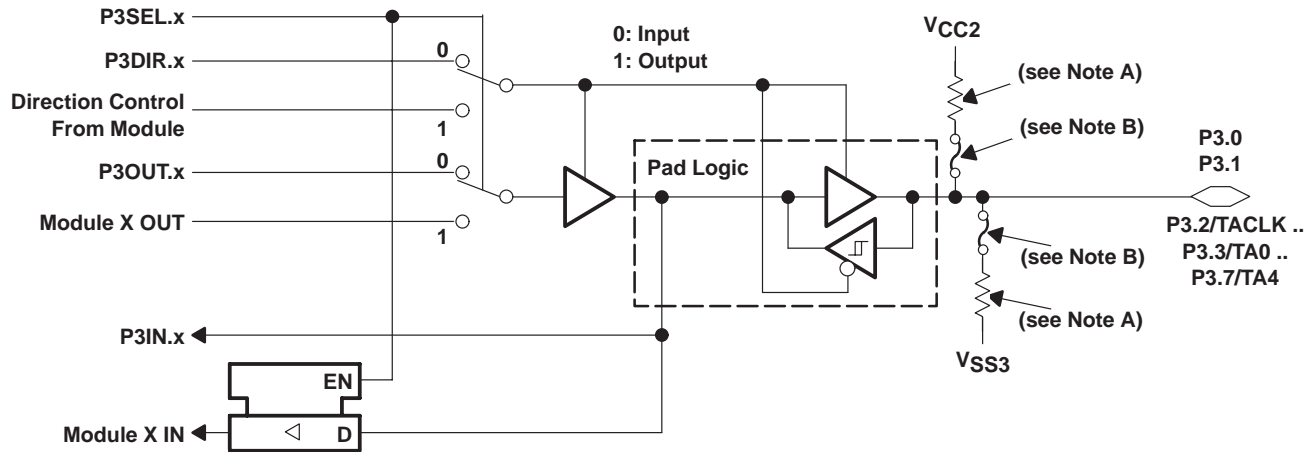 P3SEL.x
P3DIR.x
0
0: Input
1: Output
VCC2
(see Note A)
Direction Control
From Module
1
(see Note B)
P3OUT.x
0
Pad Logic
P3.0
P3.1
Module X OUT
1
P3.2/TACLK ..
P3.3/TA0 ..
P3.7/TA4
(see Note B)
(see Note A)
P3IN.x
VSS3
EN
Module X IN
D